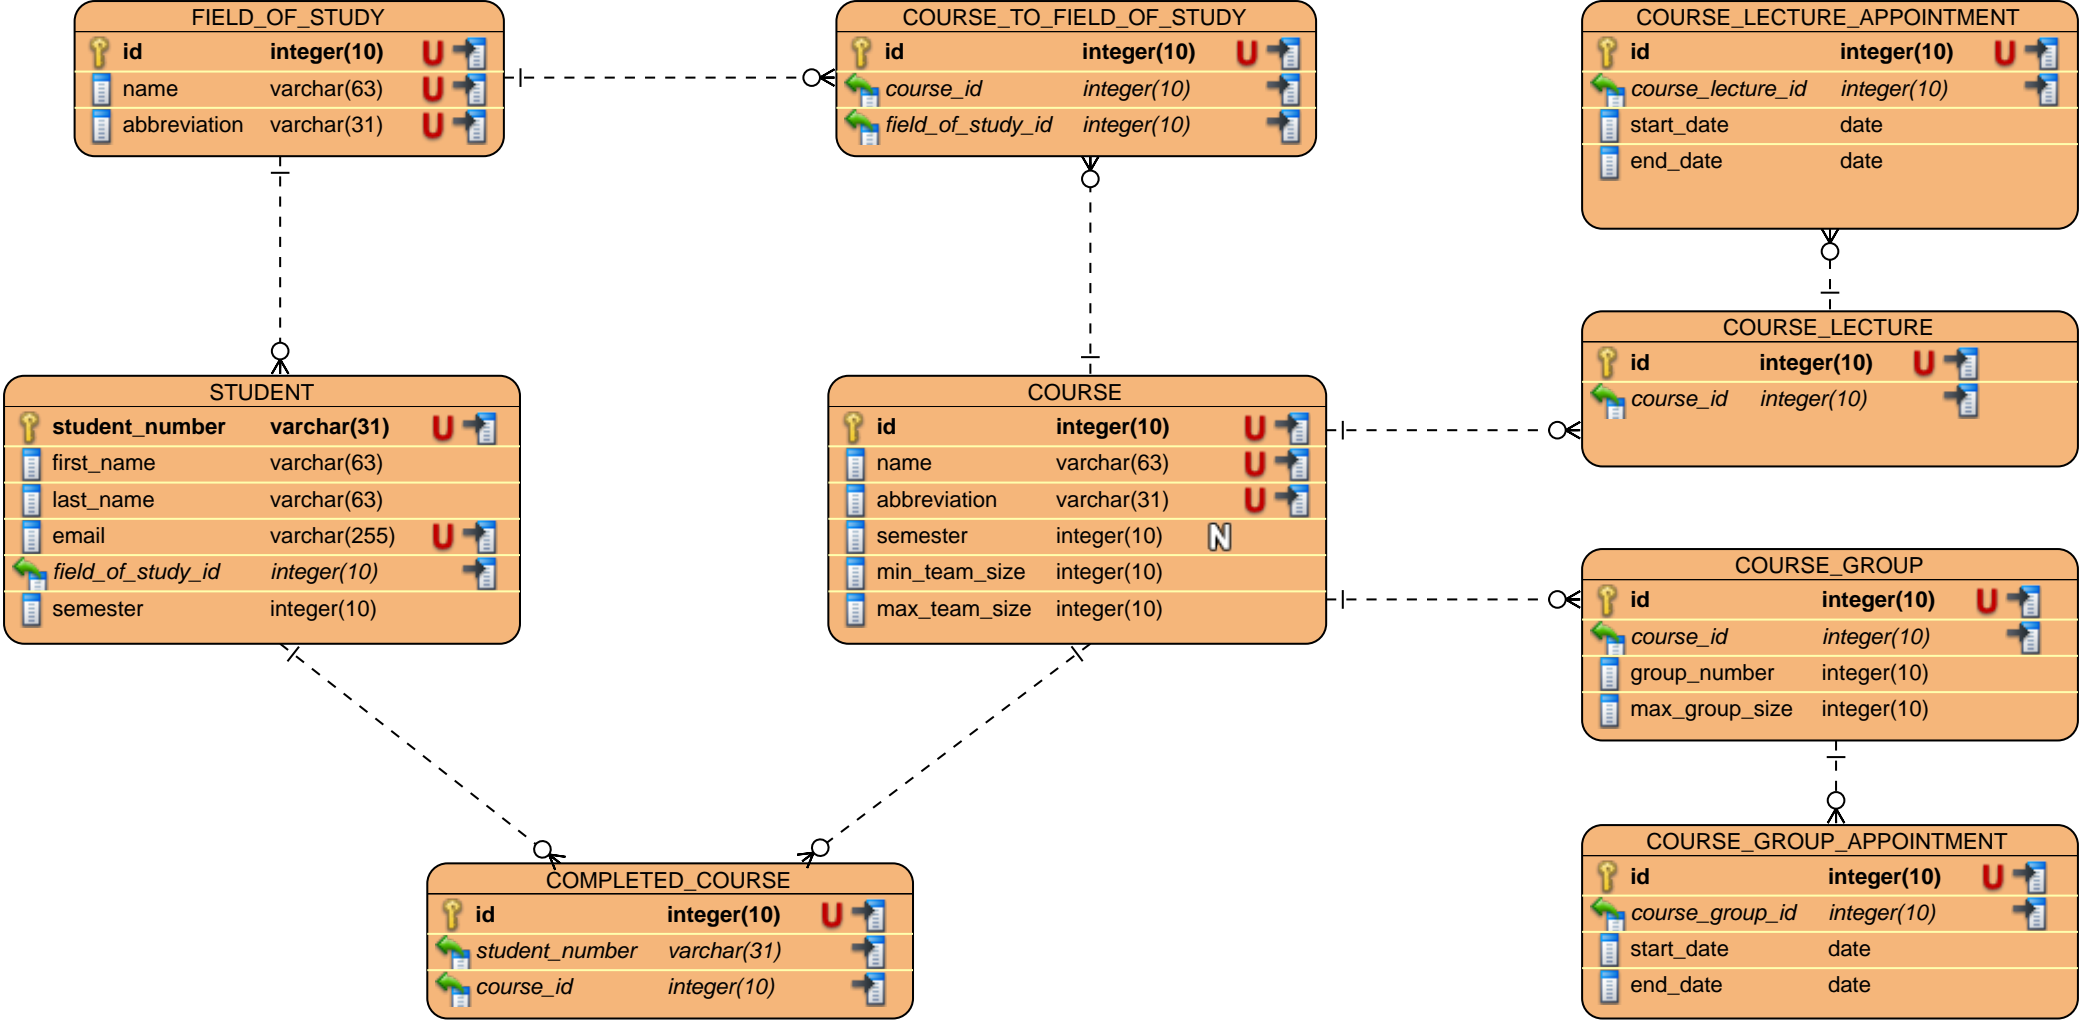 FIELD_OF_STUDY
id integer(10) U
name varchar(63) U
abbreviation varchar(31) U
COURSE_TO_FIELD_OF_STUDY
id integer(10) U
course_id integer(10)
field_of_study_id integer(10)
COURSE_LECTURE_APPOINTMENT
id integer(10) U
course_lecture_id integer(10)
start_date date
end_date date
COURSE_LECTURE
id integer(10) U
course_id integer(10)
STUDENT
student_number varchar(31) U
first_name varchar(63)
last_name varchar(63)
email varchar(255) U
field_of_study_id integer(10)
semester integer(10)
COURSE
id integer(10) U
name varchar(63) U
abbreviation varchar(31) U
semester integer(10) N
min_team_size integer(10)
max_team_size integer(10)
COURSE_GROUP
id integer(10) U
course_id integer(10)
group_number integer(10)
max_group_size integer(10)
COMPLETED_COURSE
id integer(10) U
student_number varchar(31)
course_id integer(10)
COURSE_GROUP_APPOINTMENT
id integer(10) U
course_group_id integer(10)
start_date date
end_date date